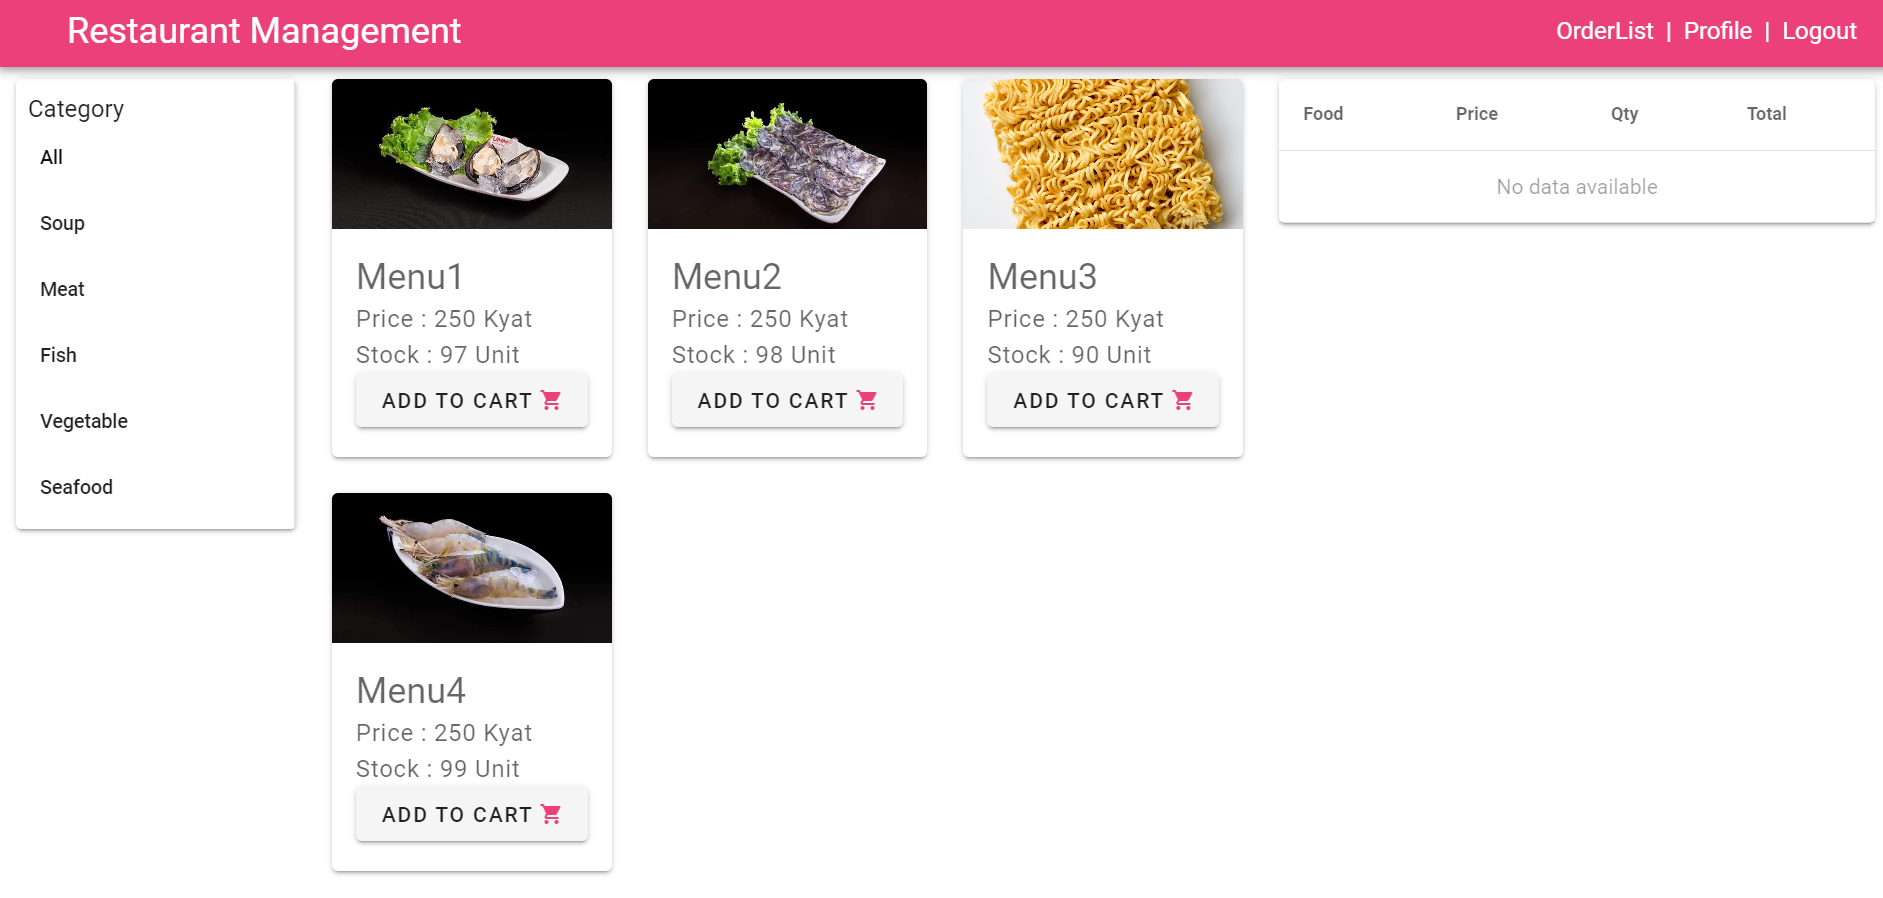 Restaurant Management
OrderList | Profile | Logout
Category
All
Soup
Meat
Fish
Vegetable
Seafood
Menu1
Price : 250 Kyat
Stock : 97 Unit
ADD TO CART
Menu2
Price : 250 Kyat
Stock : 98 Unit
ADD TO CART
Menu3
Price : 250 Kyat
Stock : 90 Unit
ADD TO CART
Menu4
Price : 250 Kyat
Stock : 99 Unit
ADD TO CART
Food Price Qty Total
No data available